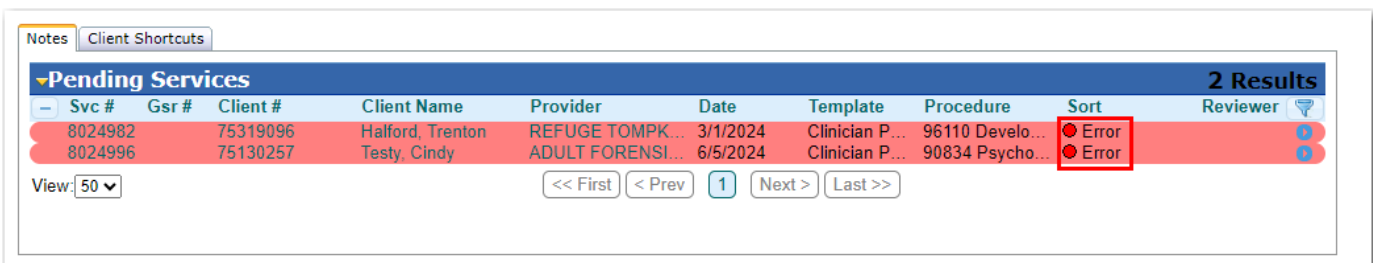 Notes Client Shortcuts
Pending Services 2 Results
Svc # Gsr # Client # Client Name Provider Date Template Procedure Sort Reviewer
8024982 75319096 Halford, Trenton REFUGE TOMPK... 3/1/2024 Clinician P... 96110 Develo... Error
8024996 75130257 Testy, Cindy ADULT FORENSI... 6/5/2024 Clinician P... 90834 Psycho... Error
View: 50 << First < Prev 1 Next > Last >>